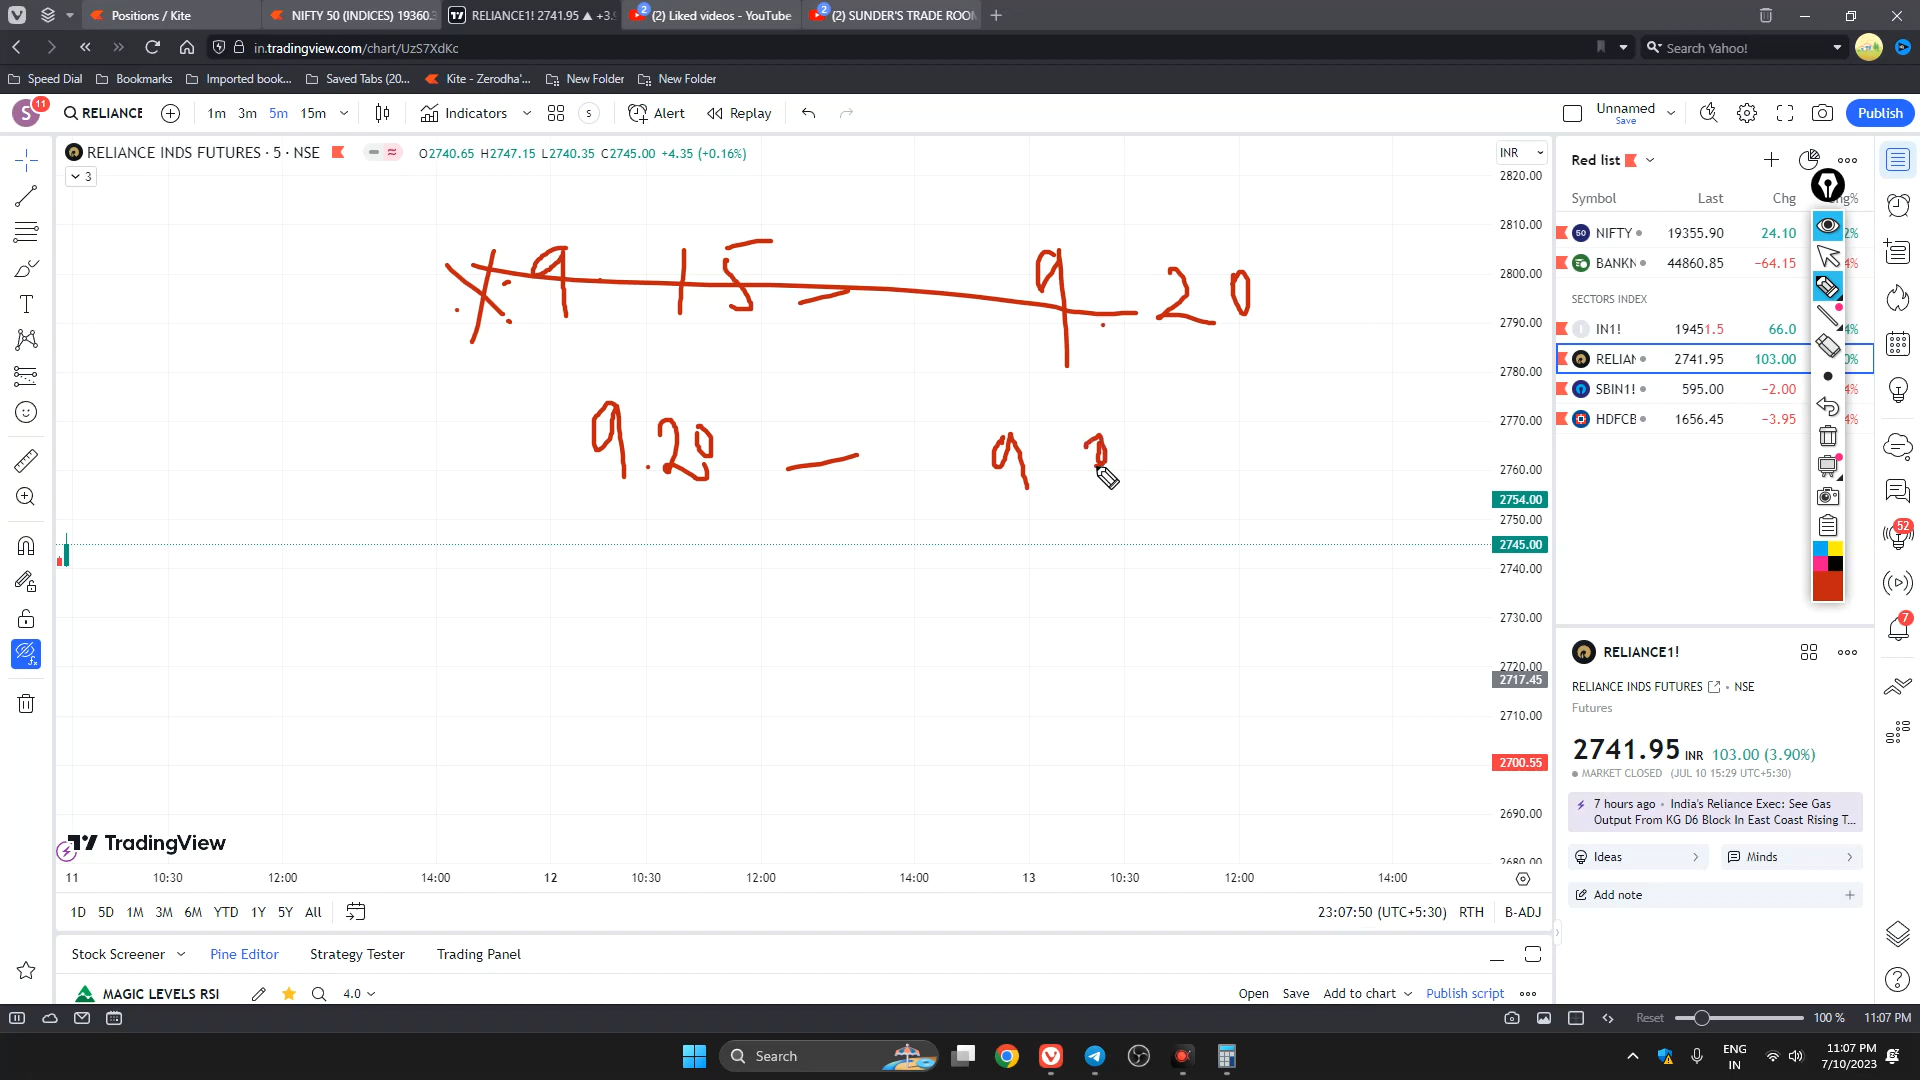 Positions / Kite
NIFTY 50 (INDICES) 19360.
RELIANCE1! 2741.95 ▲ +3.
(2) Liked videos - YouTube
(2) SUNDER'S TRADE ROO
in.tradingview.com/chart/UzS7XdKc
Search Yahoo!
Speed Dial
Bookmarks
Imported book...
Saved Tabs (20...
Kite - Zerodha'...
New Folder
New Folder
S 11
RELIANCE
1m 3m 5m 15m
Indicators
S
Alert
Replay
Unnamed
Save
Publish
RELIANCE INDS FUTURES · 5 · NSE
O2740.65 H2747.15 L2740.35 C2745.00 +4.35 (+0.16%)
3
INR
2820.00
2810.00
2800.00
2790.00
2780.00
2770.00
2760.00
2754.00
2750.00
2745.00
2740.00
2730.00
2720.00
2717.45
2710.00
2700.55
2690.00
2680.00
9 15 — 9. 20
9.20 — 9
TradingView
11 10:30 12:00 14:00 12 10:30 12:00 14:00 13 10:30 12:00 14:00
1D 5D 1M 3M 6M YTD 1Y 5Y All
23:07:50 (UTC+5:30) RTH B-ADJ
Stock Screener Pine Editor Strategy Tester Trading Panel
MAGIC LEVELS RSI 4.0
Open Save Add to chart Publish script
Red list
Symbol Last Chg
NIFTY 19355.90 24.10
BANKN 44860.85 −64.15
SECTORS INDEX
IN1! 19451.5 66.0
RELIAN 2741.95 103.00
SBIN1! 595.00 −2.00
HDFCB 1656.45 −3.95
52
7
RELIANCE1!
RELIANCE INDS FUTURES • NSE
Futures
2741.95 INR 103.00 (3.90%)
MARKET CLOSED (JUL 10 15:29 UTC+5:30)
7 hours ago • India's Reliance Exec: See Gas
Output From KG D6 Block In East Coast Rising T...
Ideas
Minds
Add note
Reset 100 % 11:07 PM
Search
ENG
IN
11:07 PM
7/10/2023